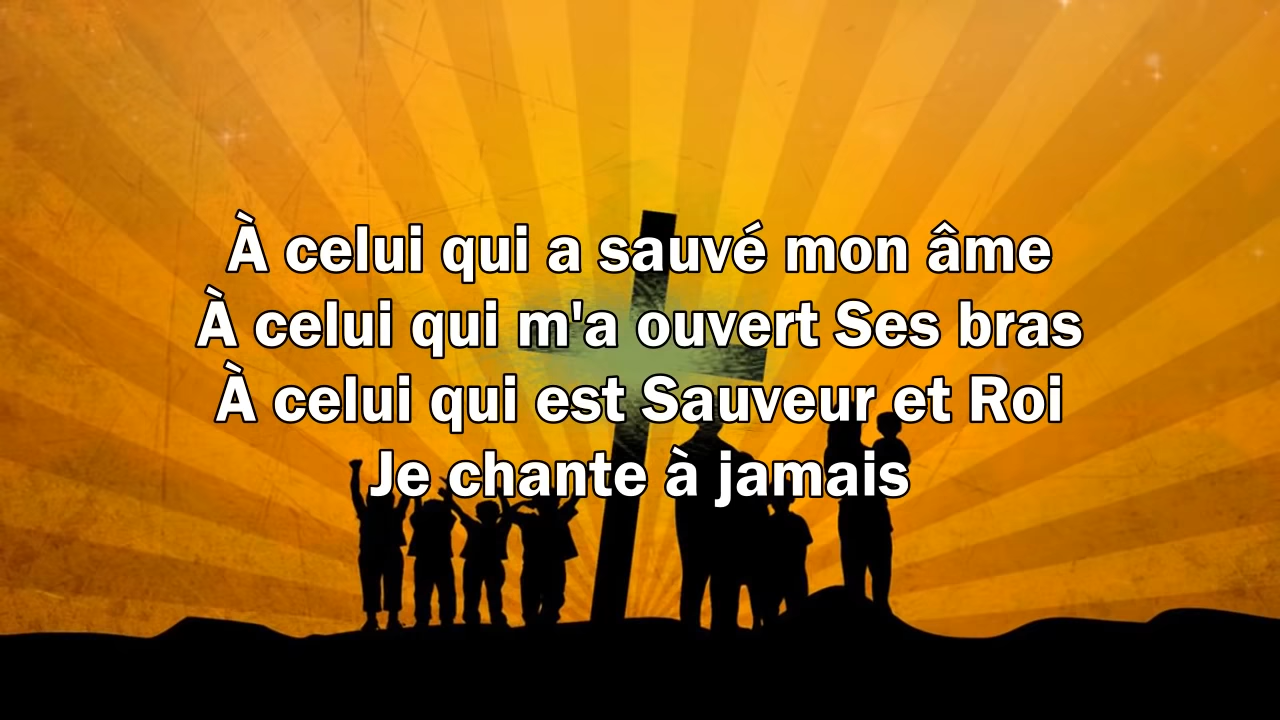 À celui qui a sauvé mon âme
À celui qui m'a ouvert Ses bras
À celui qui est Sauveur et Roi
Je chante à jamais